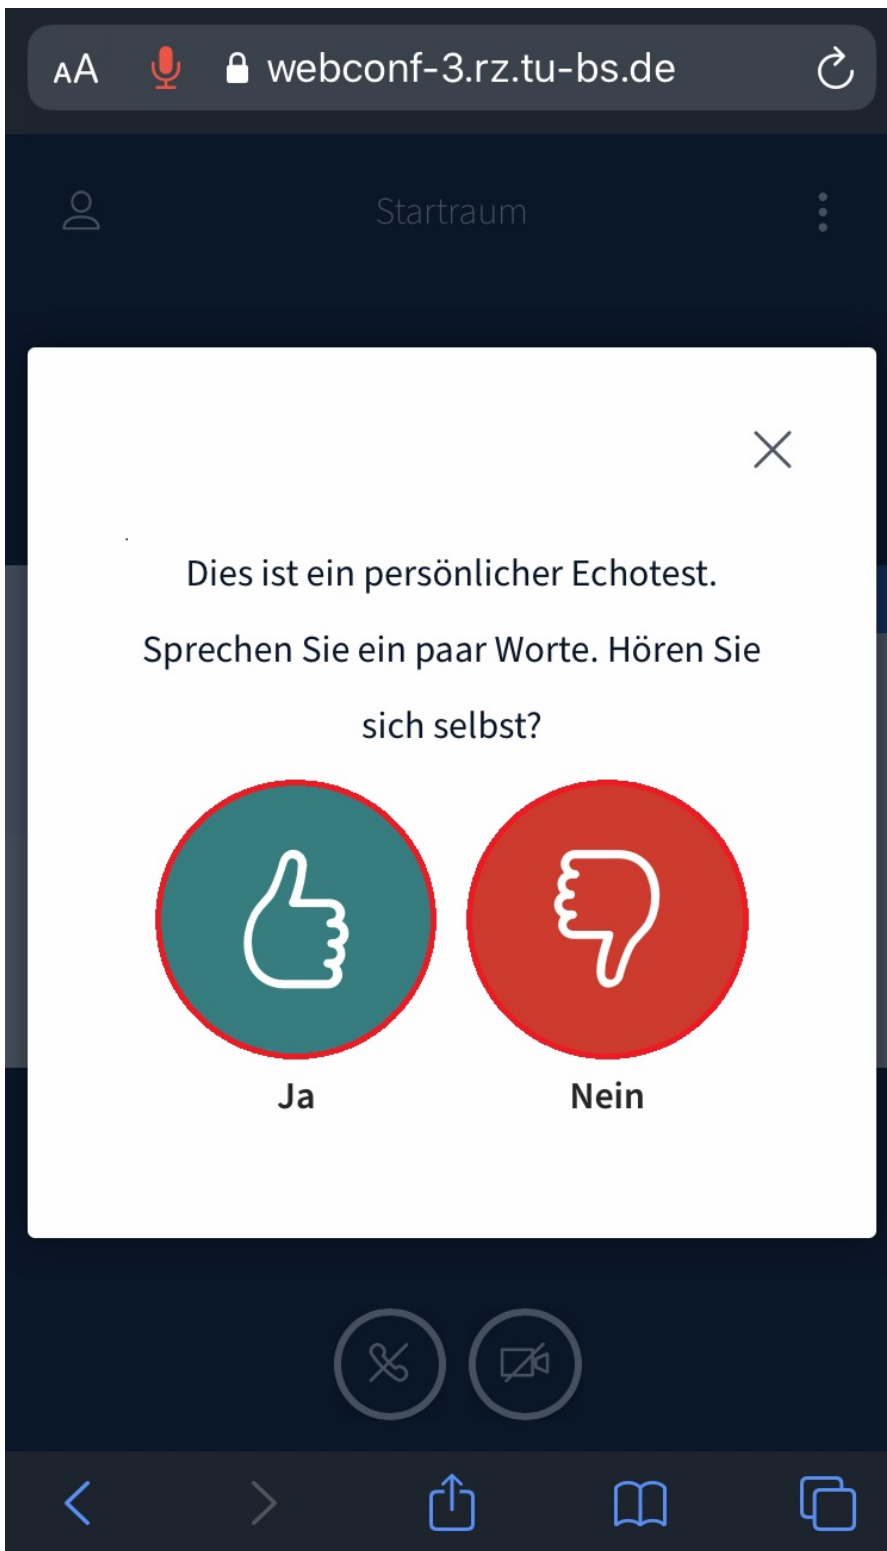 AA webconf-3.rz.tu-bs.de
Startraum
Dies ist ein persönlicher Echotest.
Sprechen Sie ein paar Worte. Hören Sie
sich selbst?
Ja Nein